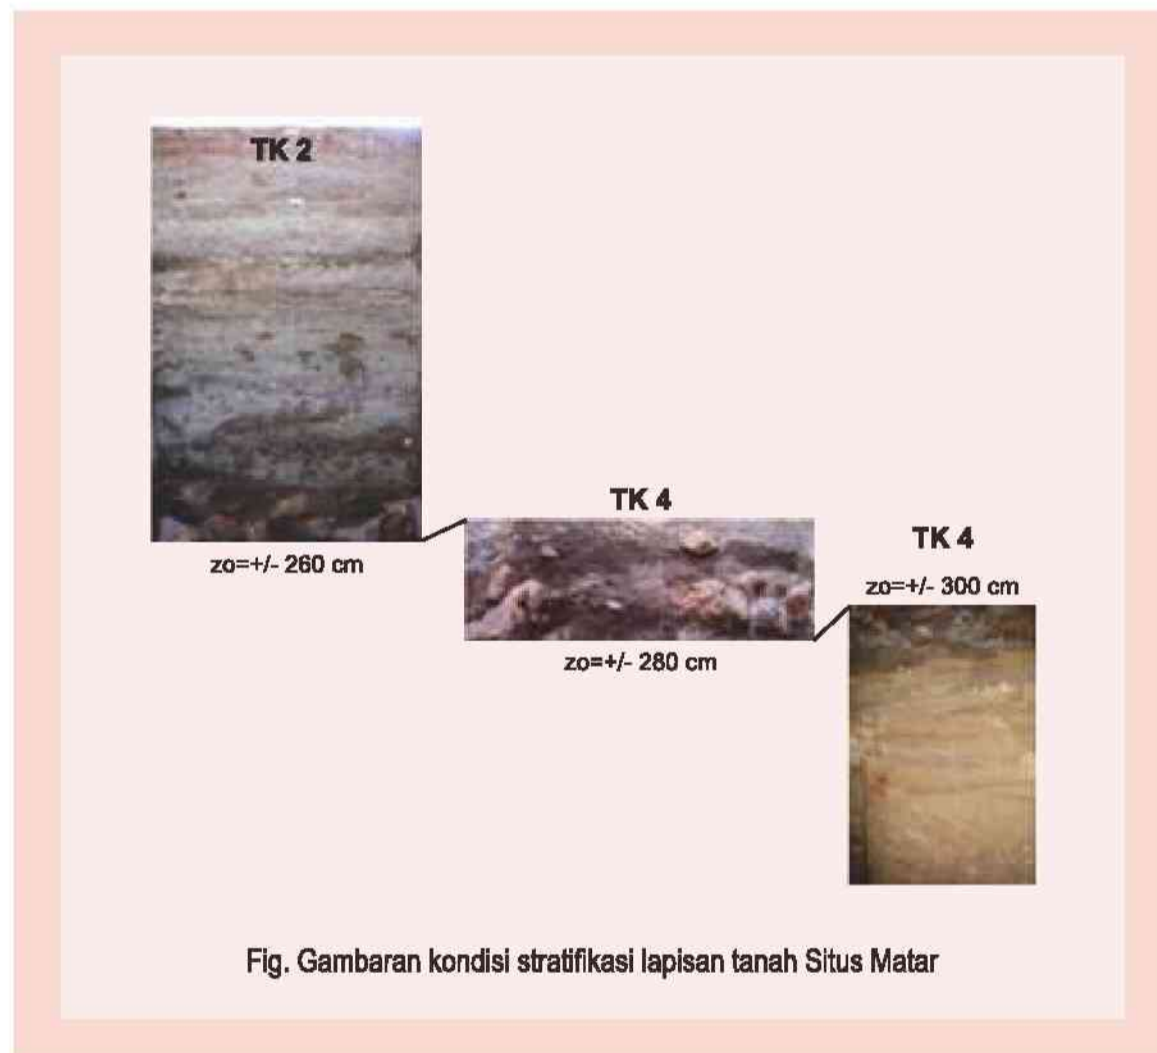 TK 2
zo=+/- 260 cm
TK 4
zo=+/- 280 cm
TK 4
zo=+/- 300 cm
Fig. Gambaran kondisi stratifikasi lapisan tanah Situs Matar